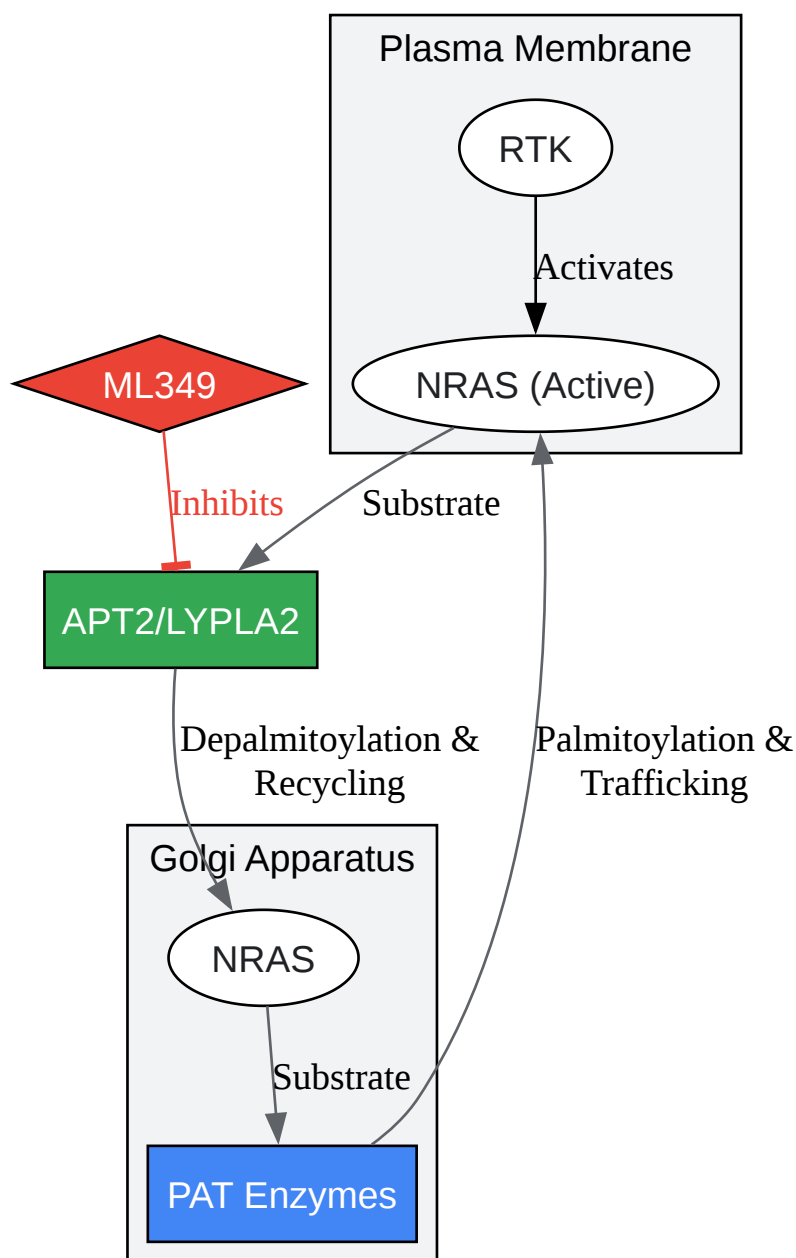 Plasma Membrane
RTK
Activates
ML349
NRAS (Active)
Inhibits
Substrate
APT2/LYPLA2
Depalmitoylation &
Recycling
Palmitoylation &
Trafficking
Golgi Apparatus
NRAS
Substrate
PAT Enzymes